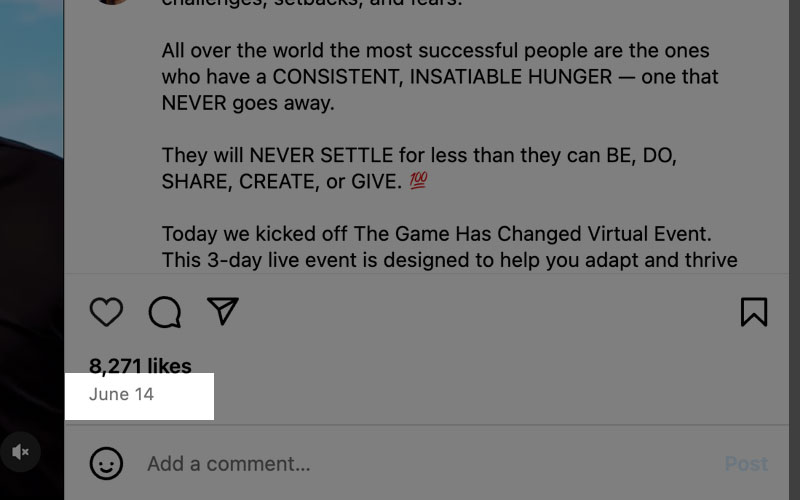 challenges, setbacks, and fears.
All over the world the most successful people are the ones
who have a CONSISTENT, INSATIABLE HUNGER — one that
NEVER goes away.
They will NEVER SETTLE for less than they can BE, DO,
SHARE, CREATE, or GIVE. 💯
Today we kicked off The Game Has Changed Virtual Event.
This 3-day live event is designed to help you adapt and thrive
8,271 likes
June 14
Add a comment...
Post